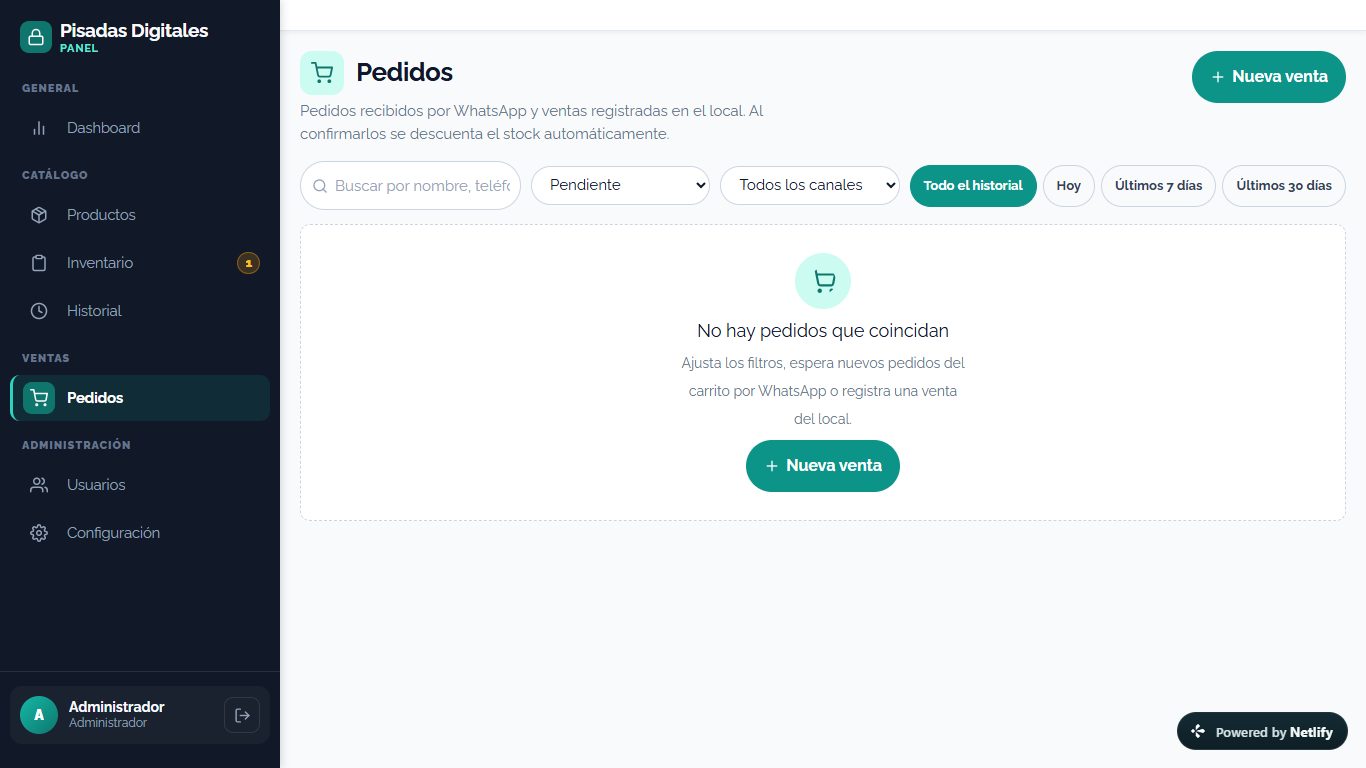 Pisadas Digitales
PANEL
GENERAL
Dashboard
CATÁLOGO
Productos
Inventario
1
Historial
VENTAS
Pedidos
ADMINISTRACIÓN
Usuarios
Configuración
A
Administrador
Administrador
Pedidos
+ Nueva venta
Pedidos recibidos por WhatsApp y ventas registradas en el local. Al
confirmarlos se descuenta el stock automáticamente.
Buscar por nombre, teléfo
Pendiente
Todos los canales
Todo el historial
Hoy
Últimos 7 días
Últimos 30 días
No hay pedidos que coincidan
Ajusta los filtros, espera nuevos pedidos del
carrito por WhatsApp o registra una venta
del local.
+ Nueva venta
Powered by Netlify